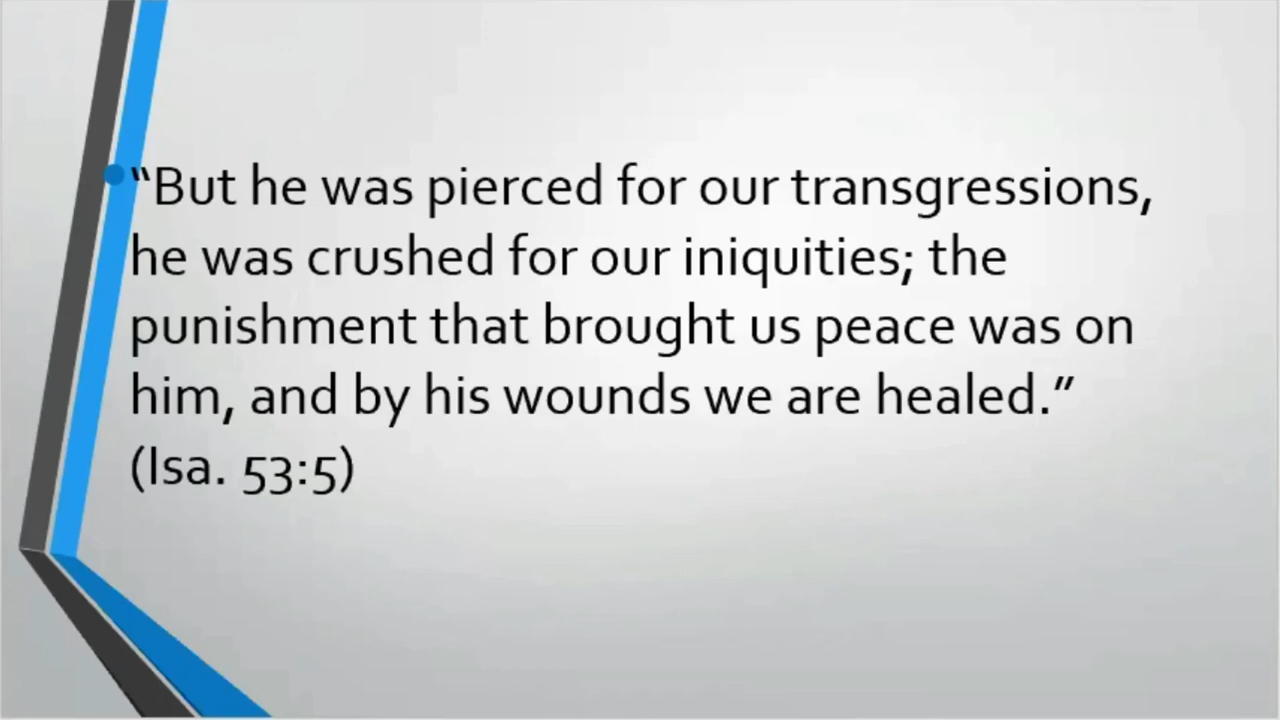 “But he was pierced for our transgressions,
he was crushed for our iniquities; the
punishment that brought us peace was on
him, and by his wounds we are healed.”
(Isa. 53:5)